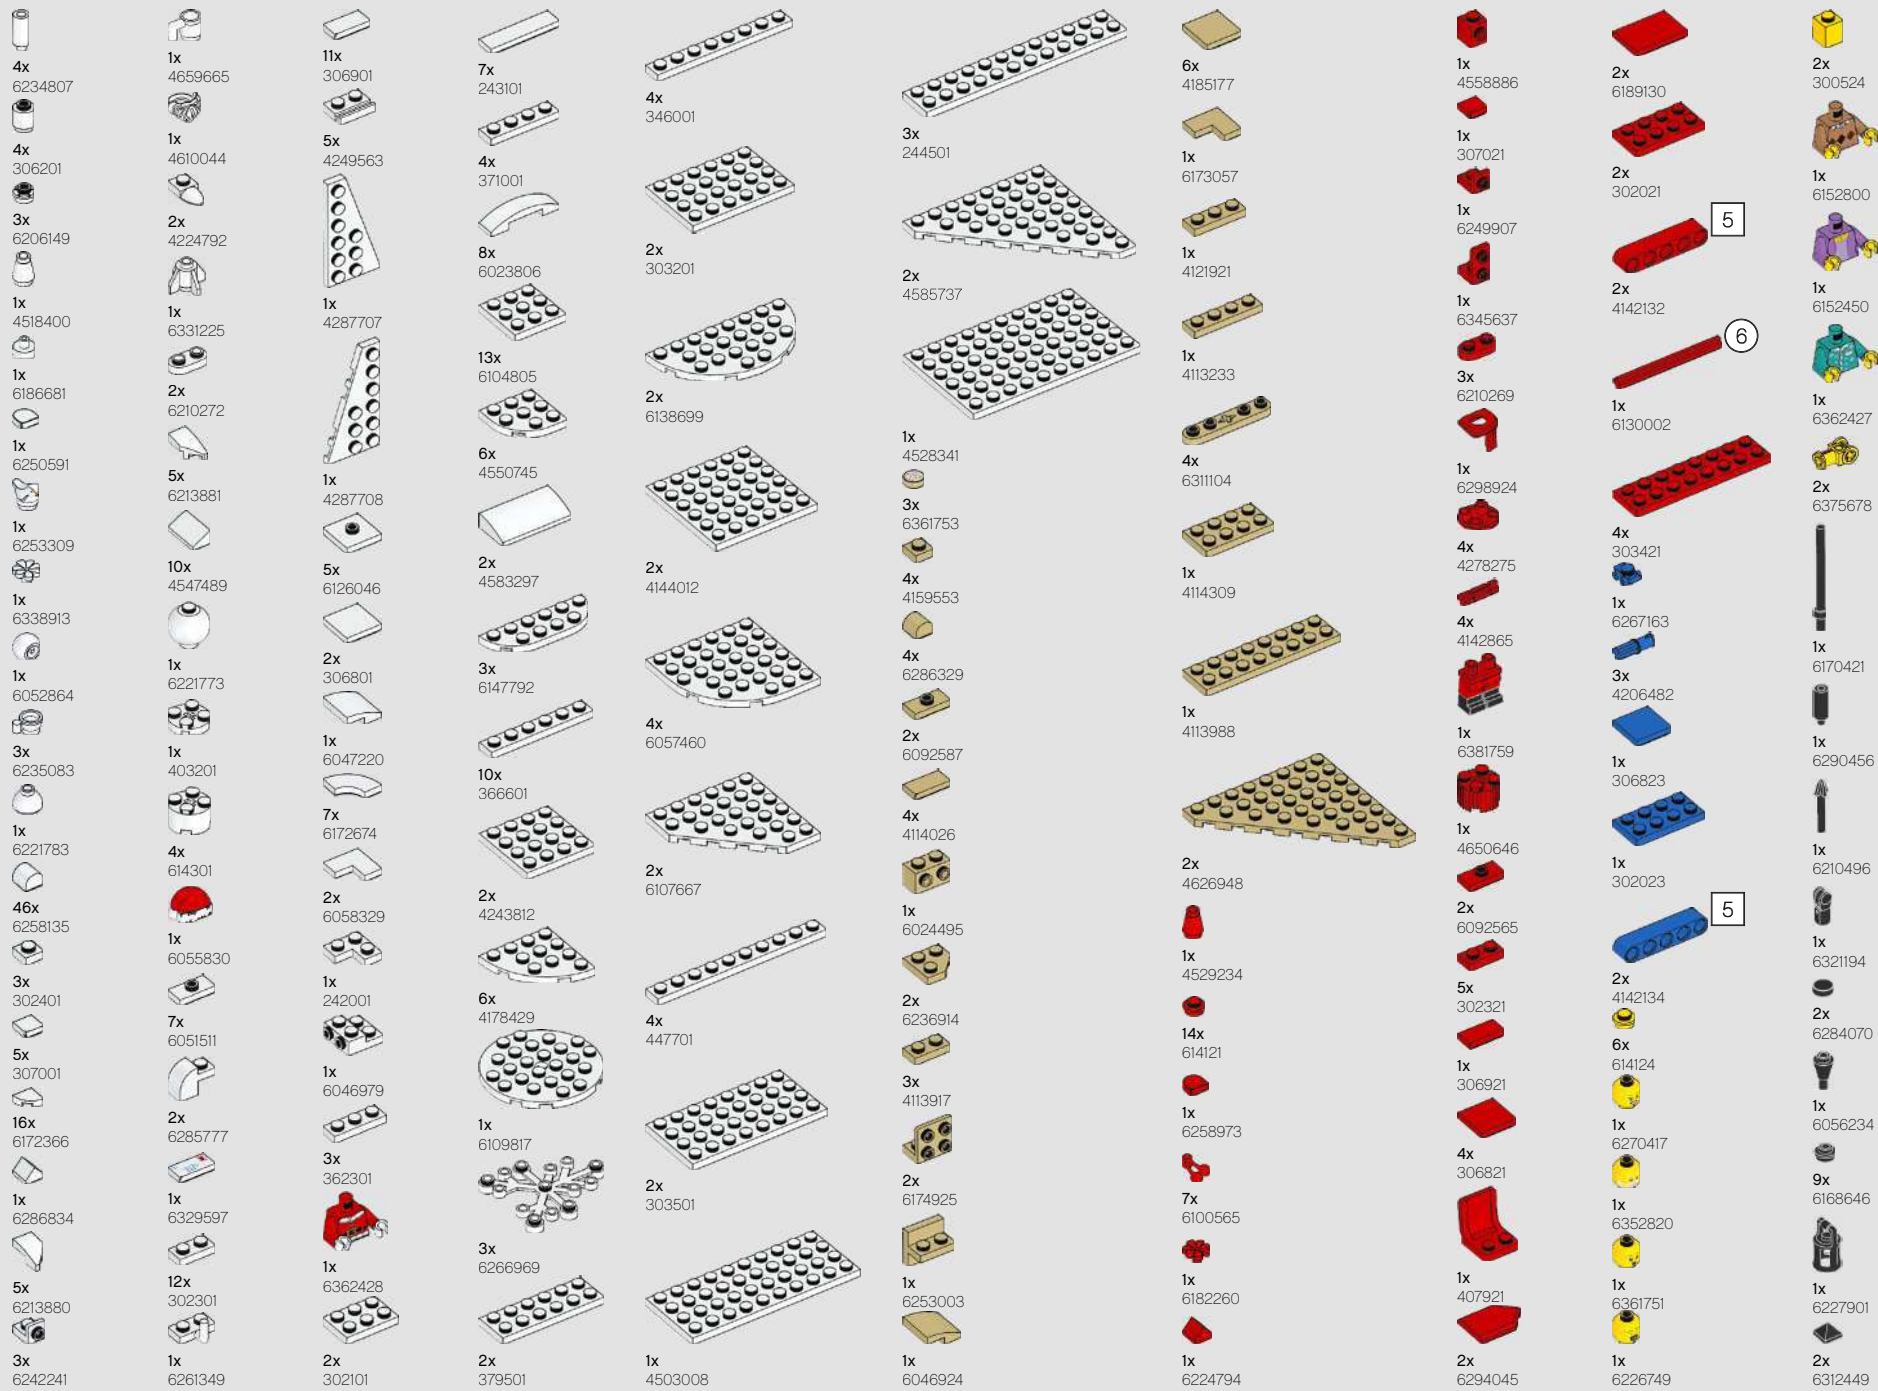 4x
6234807
4x
306201
3x
6206149
1x
4518400
1x
6186681
1x
6250591
1x
6253309
1x
6338913
1x
6052864
3x
6235083
1x
6221783
46x
6258135
3x
302401
5x
307001
16x
6172366
1x
6286834
5x
6213880
3x
6242241
1x
4659665
1x
4610044
2x
4224792
1x
6331225
2x
6210272
5x
6213881
10x
4547489
1x
6221773
1x
403201
4x
614301
1x
6055830
7x
6051511
2x
6285777
1x
6329597
12x
302301
1x
6261349
11x
306901
5x
4249563
1x
4287707
1x
4287708
5x
6126046
2x
306801
1x
6047220
7x
6172674
2x
6058329
1x
242001
1x
6046979
3x
362301
1x
6362428
2x
302101
7x
243101
4x
371001
8x
6023806
13x
6104805
6x
4550745
2x
4583297
3x
6147792
10x
366601
2x
4243812
6x
4178429
1x
6109817
3x
6266969
2x
379501
4x
346001
2x
303201
2x
6138699
2x
4144012
4x
6057460
2x
6107667
4x
447701
2x
303501
1x
4503008
3x
244501
2x
4585737
1x
4528341
3x
6361753
4x
4159553
4x
6286329
2x
6092587
4x
4114026
1x
6024495
2x
6236914
3x
4113917
2x
6174925
1x
6253003
1x
6046924
6x
4185177
1x
6173057
1x
4121921
1x
4113233
4x
6311104
1x
4114309
1x
4113988
2x
4626948
1x
4529234
14x
614121
1x
6258973
7x
6100565
1x
6182260
1x
6224794
1x
4558886
1x
307021
1x
6249907
1x
6345637
3x
6210269
1x
6298924
4x
4278275
4x
4142865
1x
6381759
1x
4650646
2x
6092565
5x
302321
1x
306921
4x
306821
1x
407921
2x
6294045
2x
6189130
2x
302021
5
2x
4142132
6
1x
6130002
4x
303421
1x
6267163
3x
4206482
1x
306823
1x
302023
5
2x
4142134
6x
614124
1x
6270417
1x
6352820
1x
6361751
1x
6226749
2x
300524
1x
6152800
1x
6152450
1x
6362427
2x
6375678
1x
6170421
1x
6290456
1x
6210496
1x
6321194
2x
6284070
1x
6056234
9x
6168646
1x
6227901
2x
6312449